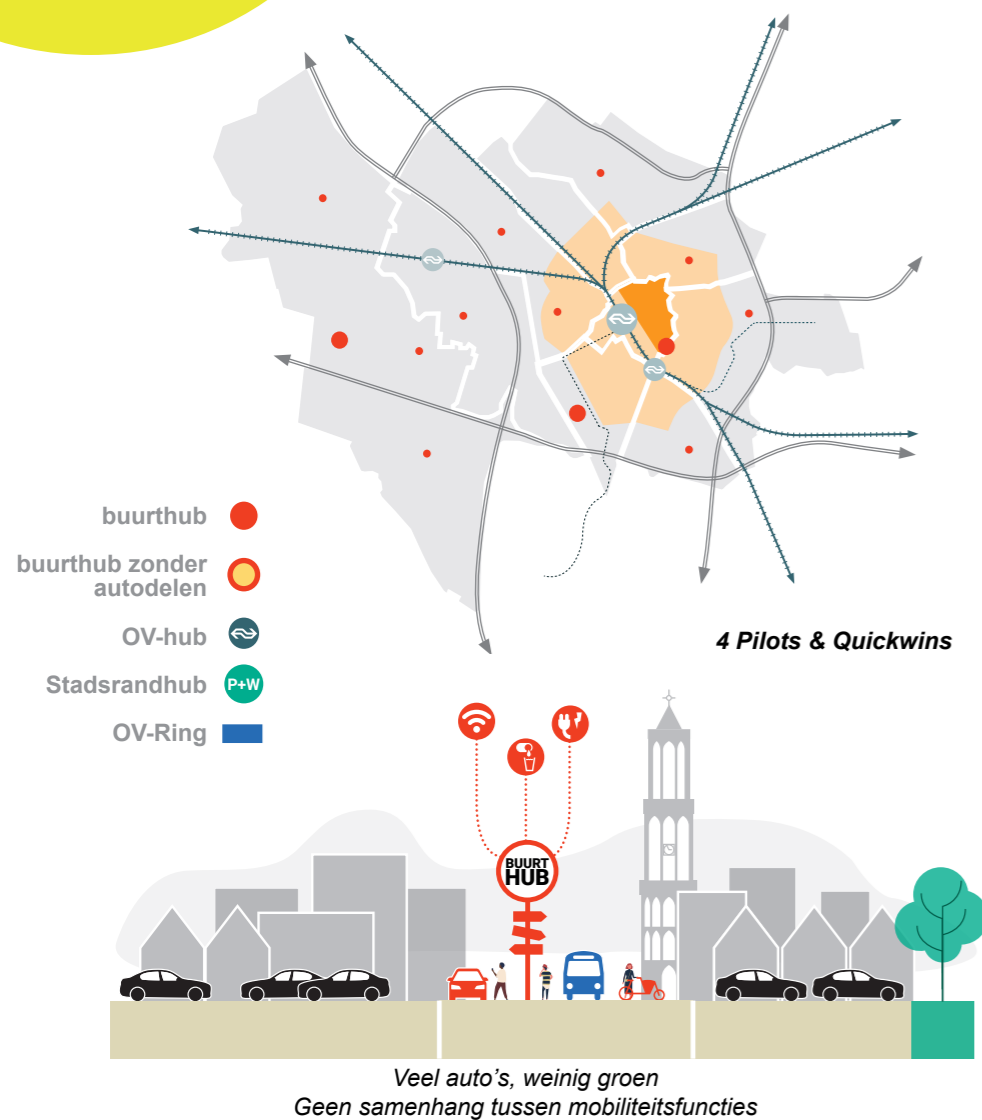 buurthub
buurthub zonder
autodelen
OV-hub
Stadsrandhub
P+W
OV-Ring
4 Pilots & Quickwins
BUURT
HUB
Veel auto's, weinig groen
Geen samenhang tussen mobiliteitsfuncties